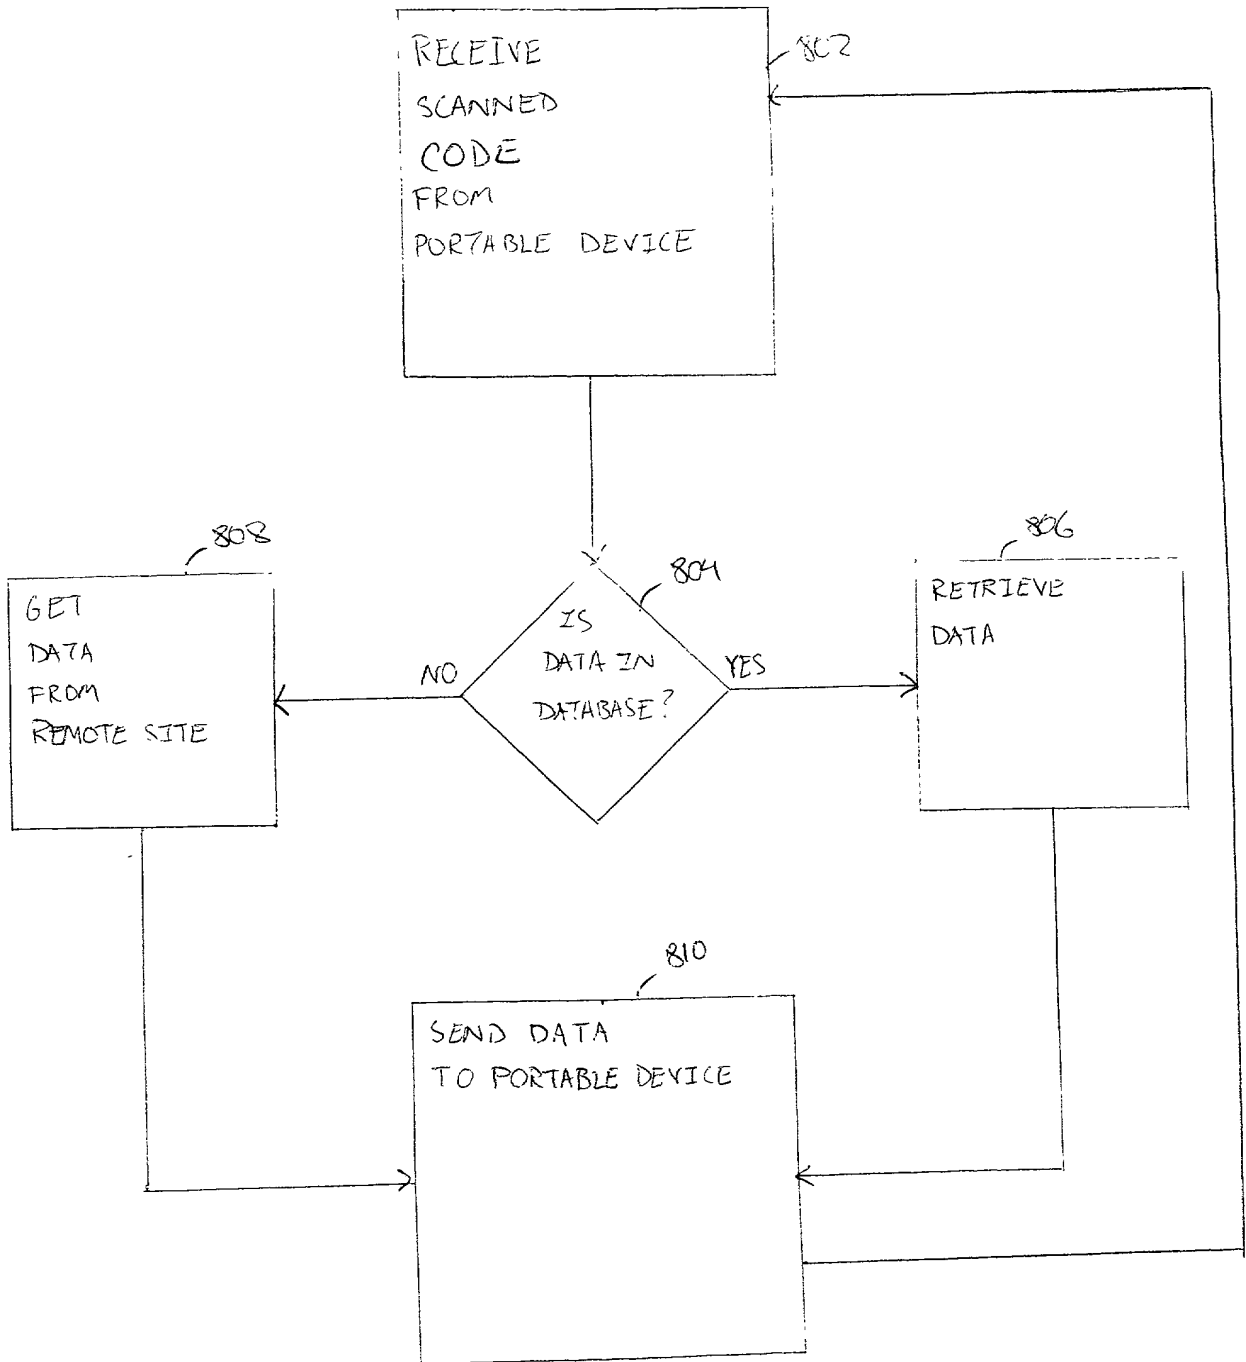 RECEIVE
SCANNED
CODE
FROM
PORTABLE DEVICE
802
808
GET
DATA
FROM
REMOTE SITE
NO
804
IS
DATA IN
DATABASE?
YES
806
RETRIEVE
DATA
810
SEND DATA
TO PORTABLE DEVICE